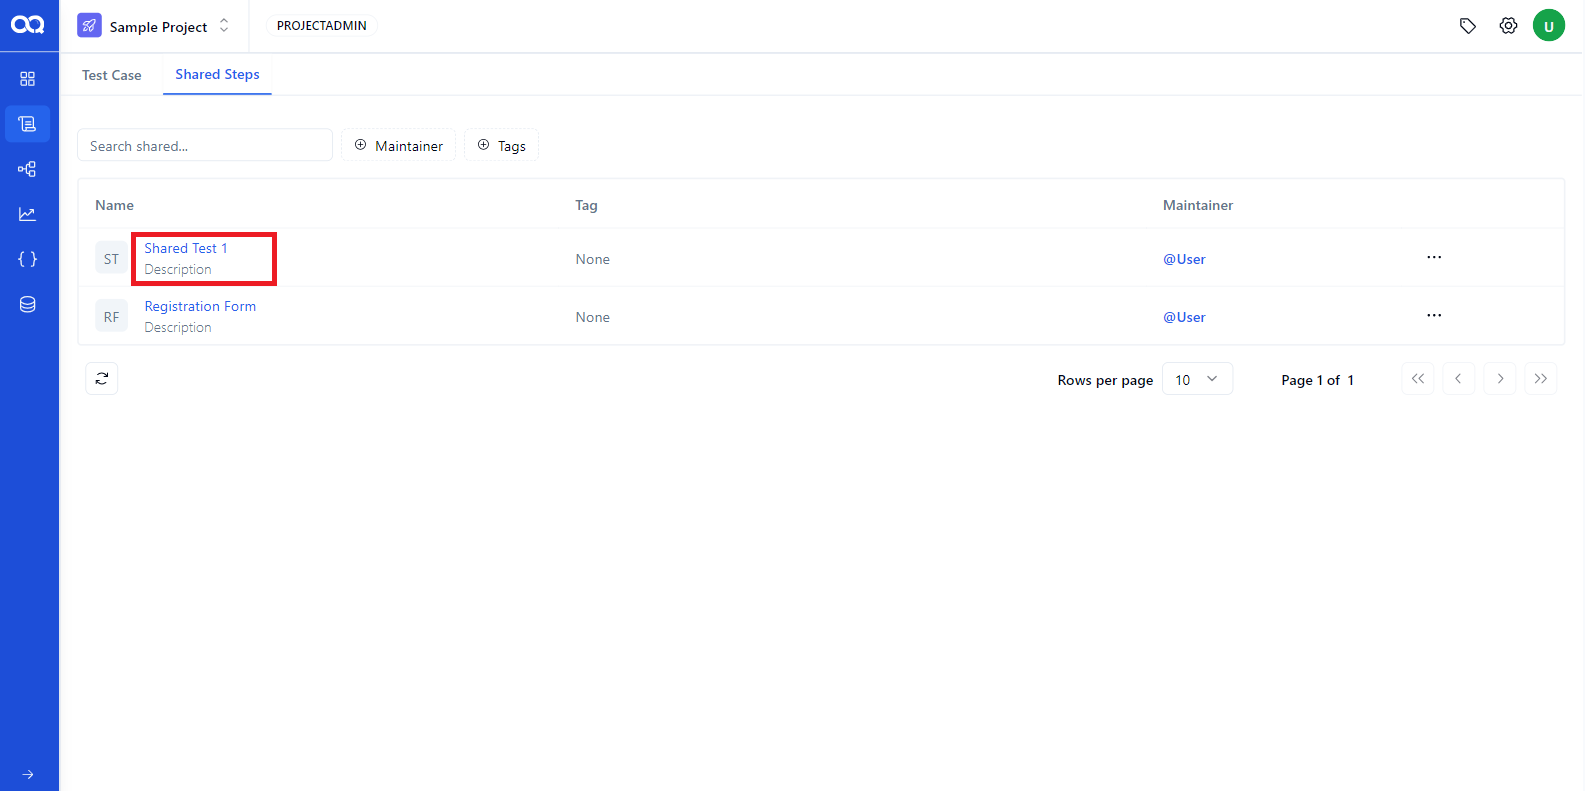 Sample Project
PROJECTADMIN
U
Test Case
Shared Steps
Search shared...
Maintainer
Tags
Name Tag Maintainer
ST
Shared Test 1
Description
None
@User
RF
Registration Form
Description
None
@User
Rows per page 10
Page 1 of 1